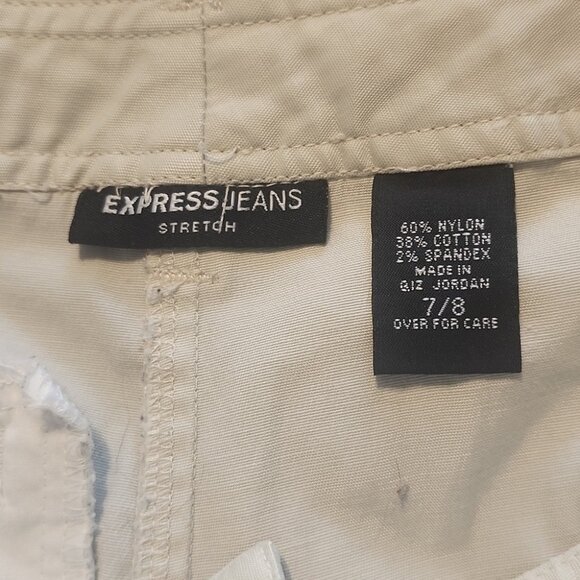 EXPRESS JEANS
STRETCH
60% NYLON
38% COTTON
2% SPANDEX
MADE IN
QIZ JORDAN
7/8
OVER FOR CARE